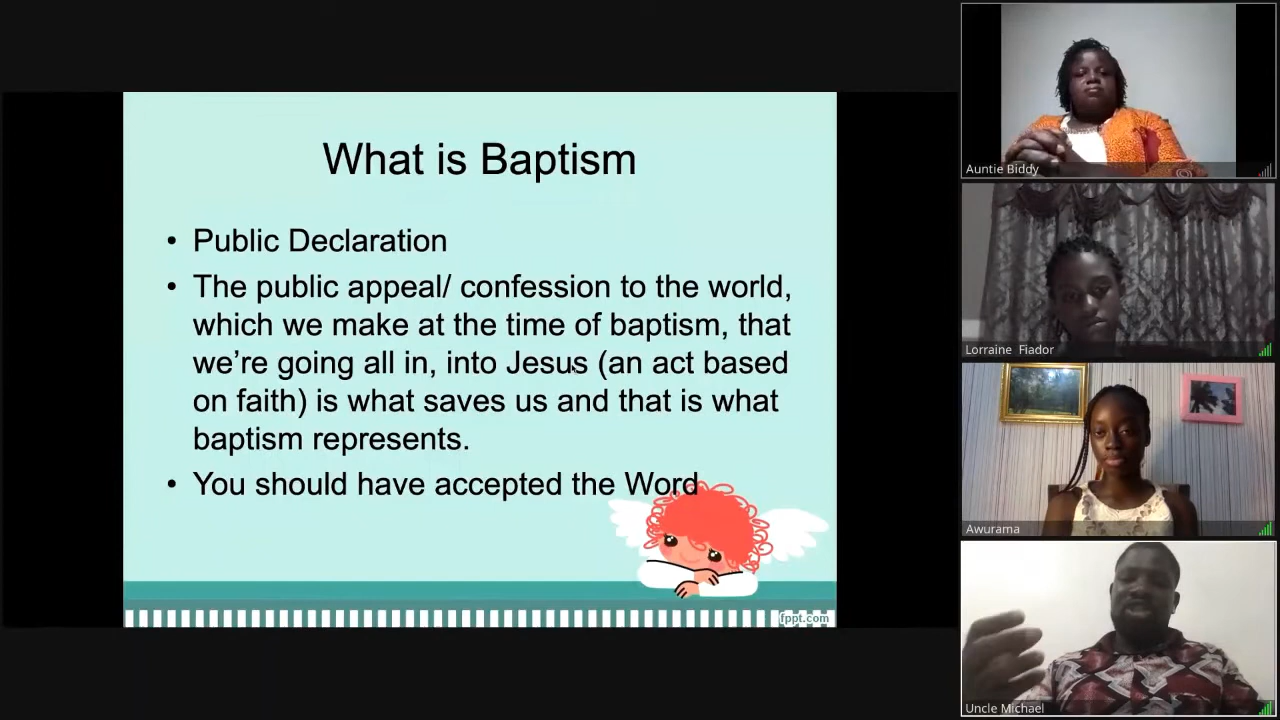 What is Baptism
• Public Declaration
• The public appeal/ confession to the world,
which we make at the time of baptism, that
we're going all in, into Jesus (an act based
on faith) is what saves us and that is what
baptism represents.
• You should have accepted the Word
fppt.com
Auntie Biddy
Lorraine Fiador
Awurama
Uncle Michael